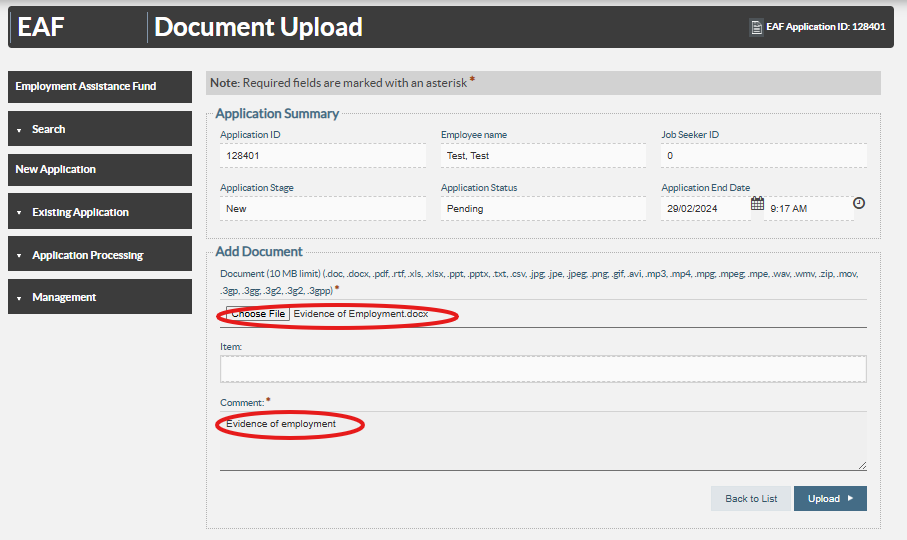 EAF
Document Upload
EAF Application ID: 128401
Employment Assistance Fund
Search
New Application
Existing Application
Application Processing
Management
Note: Required fields are marked with an asterisk *
Application Summary
Application ID
Employee name
Job Seeker ID
128401
Test, Test
0
Application Stage
Application Status
Application End Date
New
Pending
29/02/2024
9:17 AM
Add Document
Document (10 MB limit) (.doc, .docx, .pdf, .rtf, .xls, .xlsx, .ppt, .pptx, .txt, .csv, .jpg, .jpe, .jpeg, .png, .gif, .avi, .mp3, .mp4, .mpg, .mpeg, .mpe, .wav, .wmv, .zip, .mov,
.3gp, .3gg, .3g2, .3g2, .3gpp) *
Choose File Evidence of Employment.docx
Item:
Comment: *
Evidence of employment
Back to List
Upload